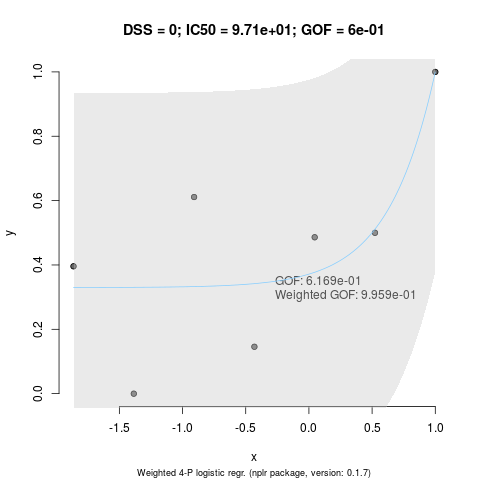 DSS = 0; IC50 = 9.71e+01; GOF = 6e-01
1.0
0.8
0.6
0.4
0.2
0.0
y
GOF: 6.169e-01
Weighted GOF: 9.959e-01
-1.5 -1.0 -0.5 0.0 0.5 1.0
x
Weighted 4-P logistic regr. (nplr package, version: 0.1.7)